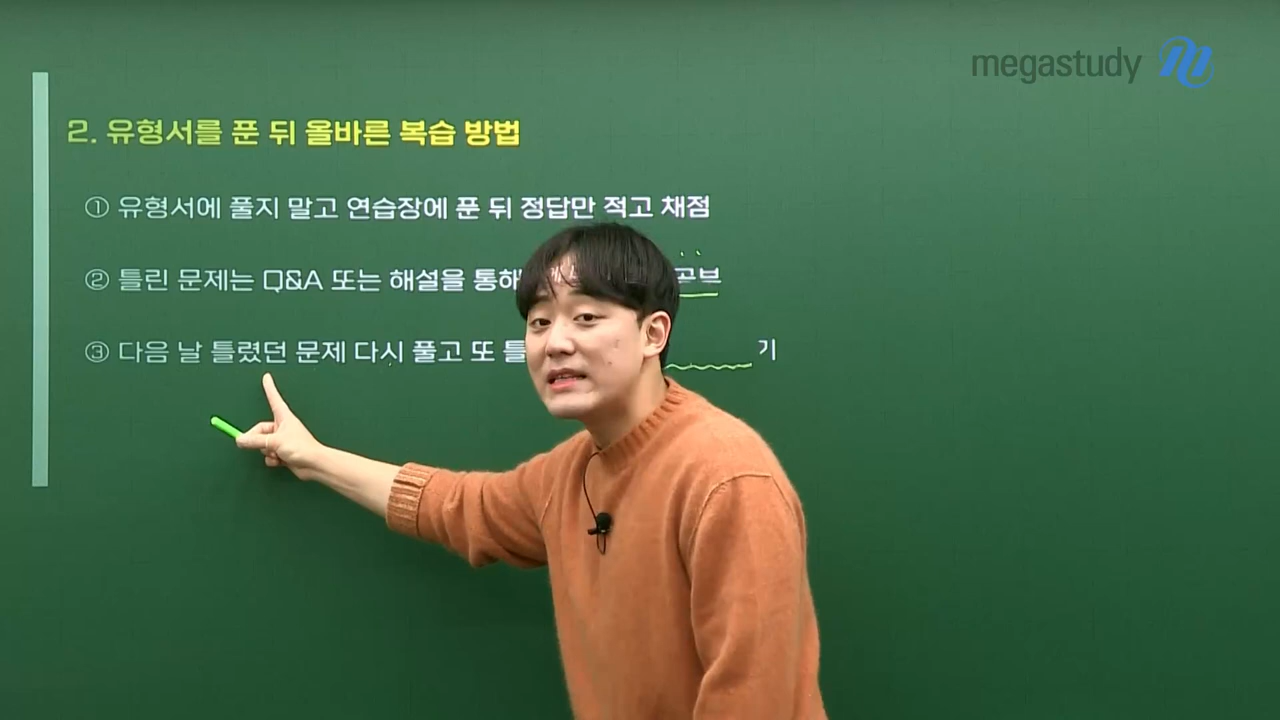 megastudy
2. 유형서를 푼 뒤 올바른 복습 방법
① 유형서에 풀지 말고 연습장에 푼 뒤 정답만 적고 채점
② 틀린 문제는 Q&A 또는 해설을 통해
③ 다음 날 틀렸던 문제 다시 풀고 또 기